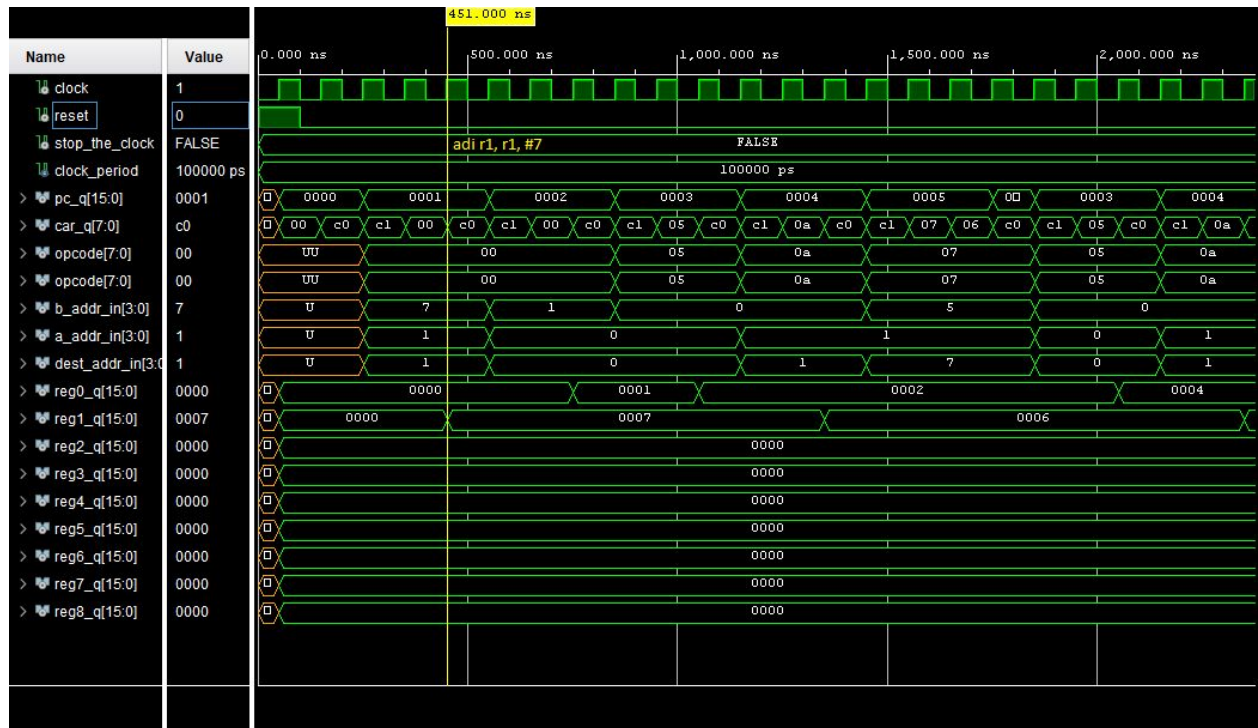 451.000 ns
Name Value 0.000 ns 500.000 ns 1,000.000 ns 1,500.000 ns 2,000.000 ns
clock 1
reset 0
stop_the_clock FALSE adi r1, r1, #7 FALSE
clock_period 100000 ps 100000 ps
pc_q[15:0] 0001 0000 0001 0002 0003 0004 0005 0003 0004
car_q[7:0] c0 00 c0 c1 00 c0 c1 00 c0 c1 05 c0 c1 0a c0 c1 07 06 c0 c1 05 c0 c1 0a
opcode[7:0] 00 UU 00 05 0a 07 05 0a
opcode[7:0] 00 UU 00 05 0a 07 05 0a
b_addr_in[3:0] 7 U 7 1 0 5 0
a_addr_in[3:0] 1 U 1 0 1 0 1
dest_addr_in[3:0 1 U 1 0 1 7 0 1
reg0_q[15:0] 0000 0000 0001 0002 0004
reg1_q[15:0] 0007 0000 0007 0006
reg2_q[15:0] 0000 0000
reg3_q[15:0] 0000 0000
reg4_q[15:0] 0000 0000
reg5_q[15:0] 0000 0000
reg6_q[15:0] 0000 0000
reg7_q[15:0] 0000 0000
reg8_q[15:0] 0000 0000